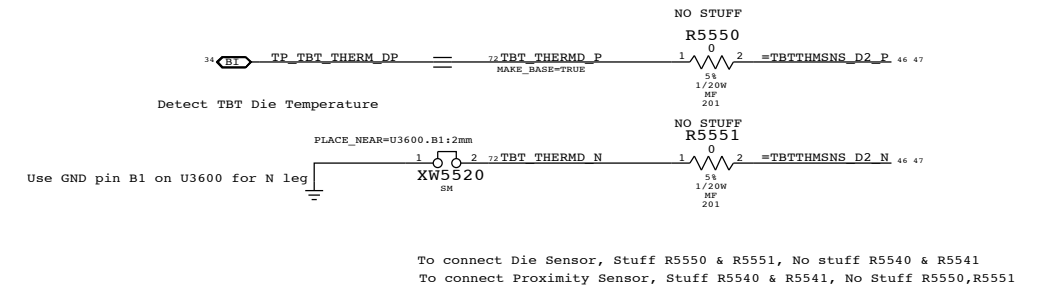 NO STUFF
R5550
0
34 BI TP_TBT_THERM_DP 72 TBT_THERMD_P 1 2 =TBTTHMSNS_D2_P 46 47
MAKE_BASE=TRUE
5%
1/20W
MF
201
Detect TBT Die Temperature
NO STUFF
R5551
PLACE_NEAR=U3600.B1:2mm
0
1 2 72 TBT_THERMD_N 1 2 =TBTTHMSNS_D2_N 46 47
XW5520
SM
Use GND pin B1 on U3600 for N leg
5%
1/20W
MF
201
To connect Die Sensor, Stuff R5550 & R5551, No stuff R5540 & R5541
To connect Proximity Sensor, Stuff R5540 & R5541, No Stuff R5550,R5551